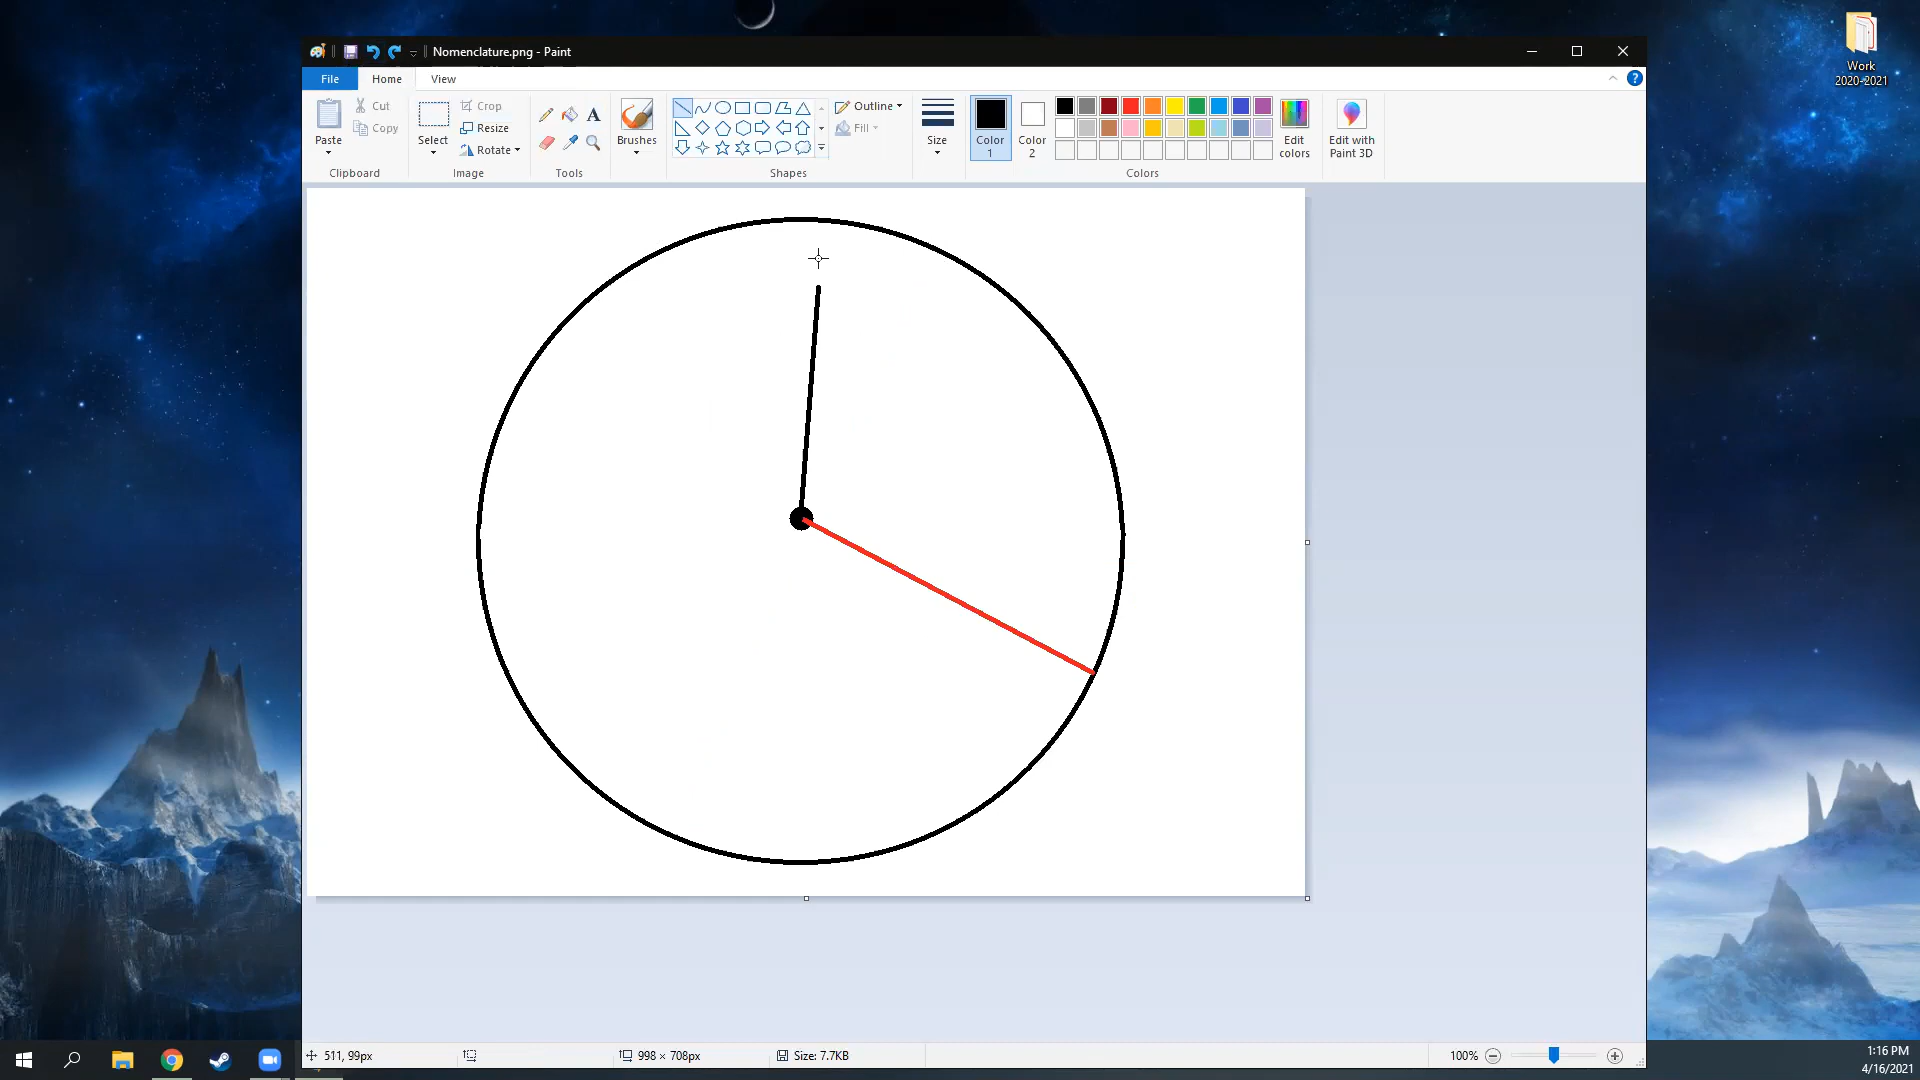 Work
2020-2021
Nomenclature.png - Paint
File Home View
Paste
Cut
Copy
Clipboard
Select
Crop
Resize
Rotate
Image
A
Tools
Brushes
Shapes
Outline
Fill
Size
Color
1
Color
2
Edit
colors
Colors
Edit with
Paint 3D
?
511, 99px
998 × 708px
Size: 7.7KB
100%
1:16 PM
4/16/2021